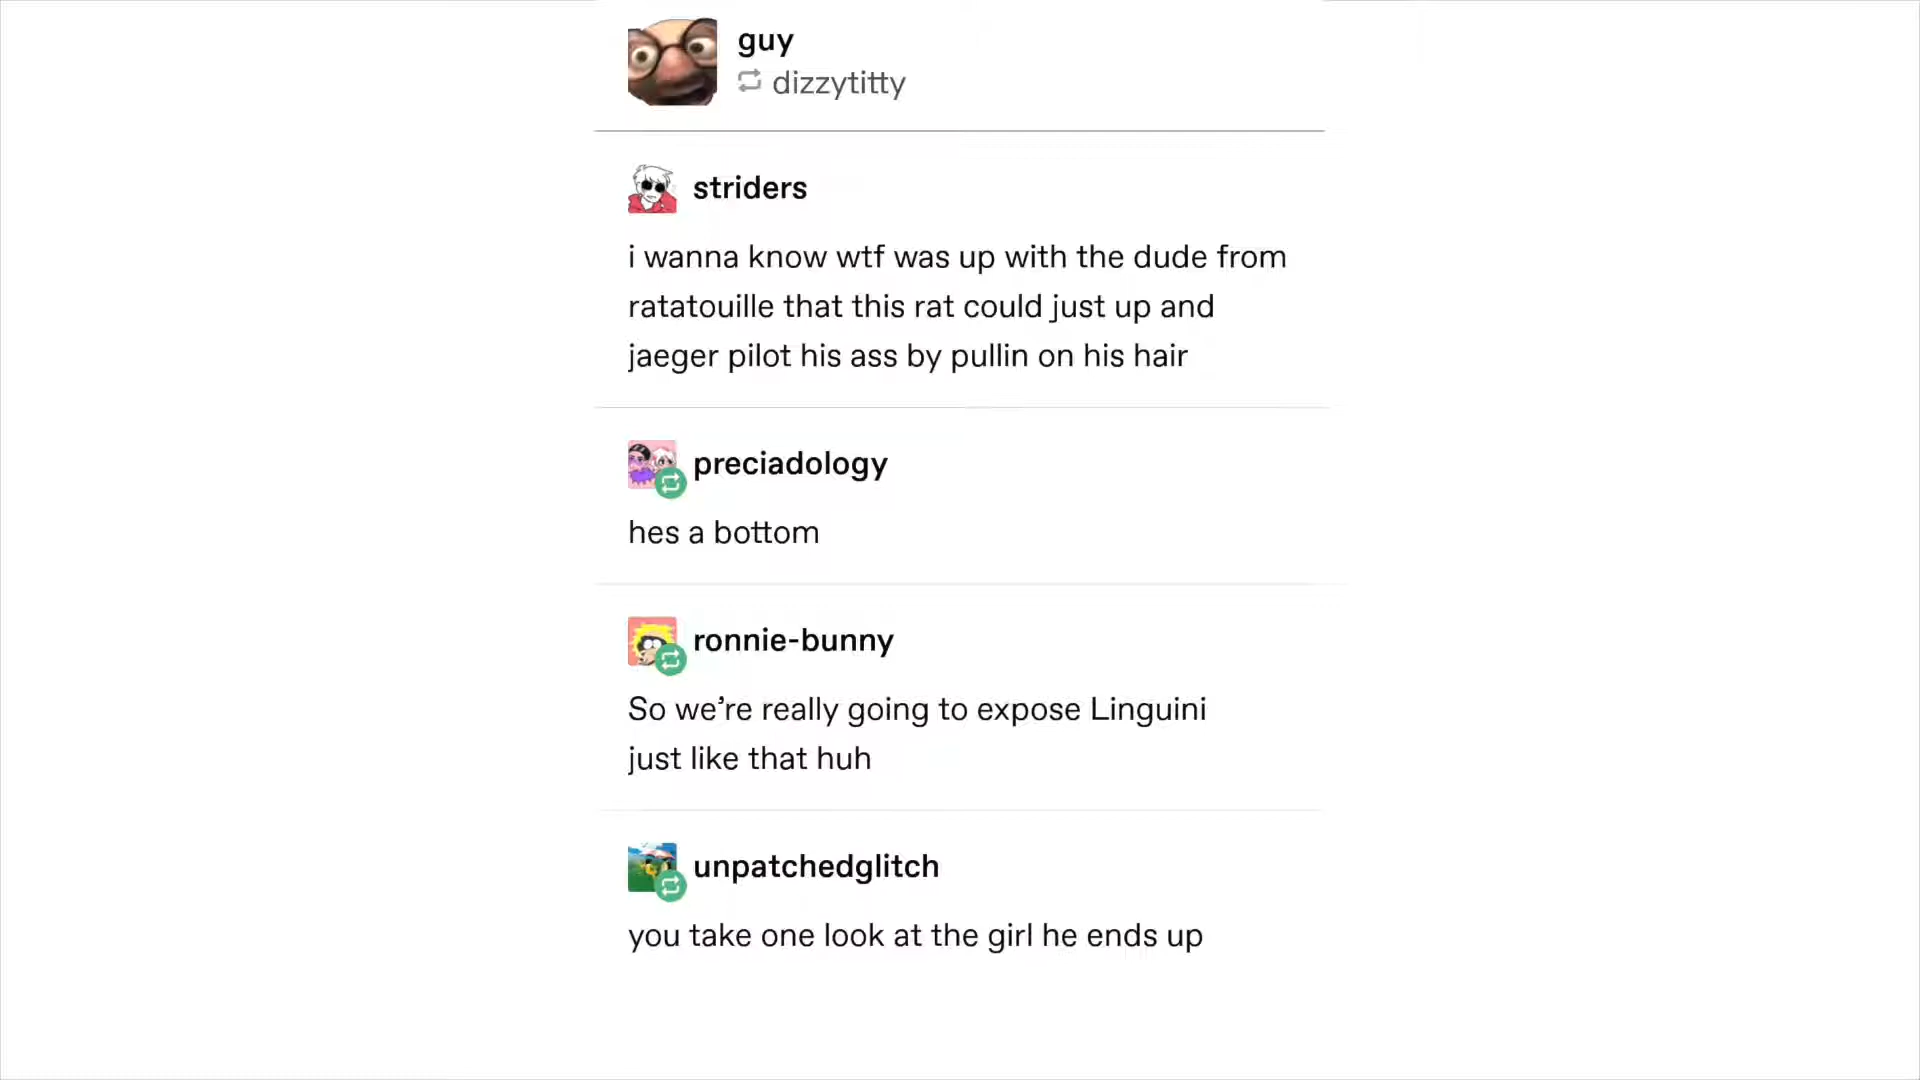 guy
dizzytitty
striders
i wanna know wtf was up with the dude from
ratatouille that this rat could just up and
jaeger pilot his ass by pullin on his hair
preciadology
hes a bottom
ronnie-bunny
So we’re really going to expose Linguini
just like that huh
unpatchedglitch
you take one look at the girl he ends up